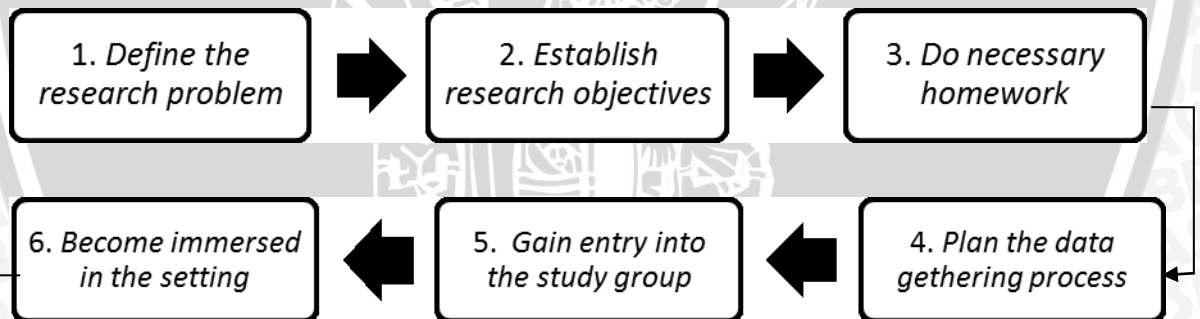 1. Define the
research problem
2. Establish
research objectives
3. Do necessary
homework
4. Plan the data
gethering process
5. Gain entry into
the study group
6. Become immersed
in the setting